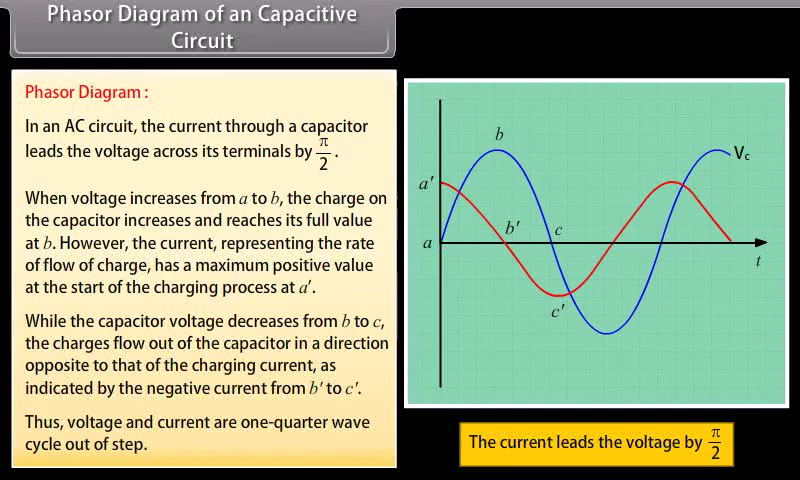 Phasor Diagram of an Capacitive
Circuit
Phasor Diagram :
In an AC circuit, the current through a capacitor
leads the voltage across its terminals by π/2 .
When voltage increases from a to b, the charge on
the capacitor increases and reaches its full value
at b. However, the current, representing the rate
of flow of charge, has a maximum positive value
at the start of the charging process at a'.
While the capacitor voltage decreases from b to c,
the charges flow out of the capacitor in a direction
opposite to that of the charging current, as
indicated by the negative current from b' to c'.
Thus, voltage and current are one-quarter wave
cycle out of step.
b
Vc
a'
b'
c
a
t
c'
The current leads the voltage by π/2